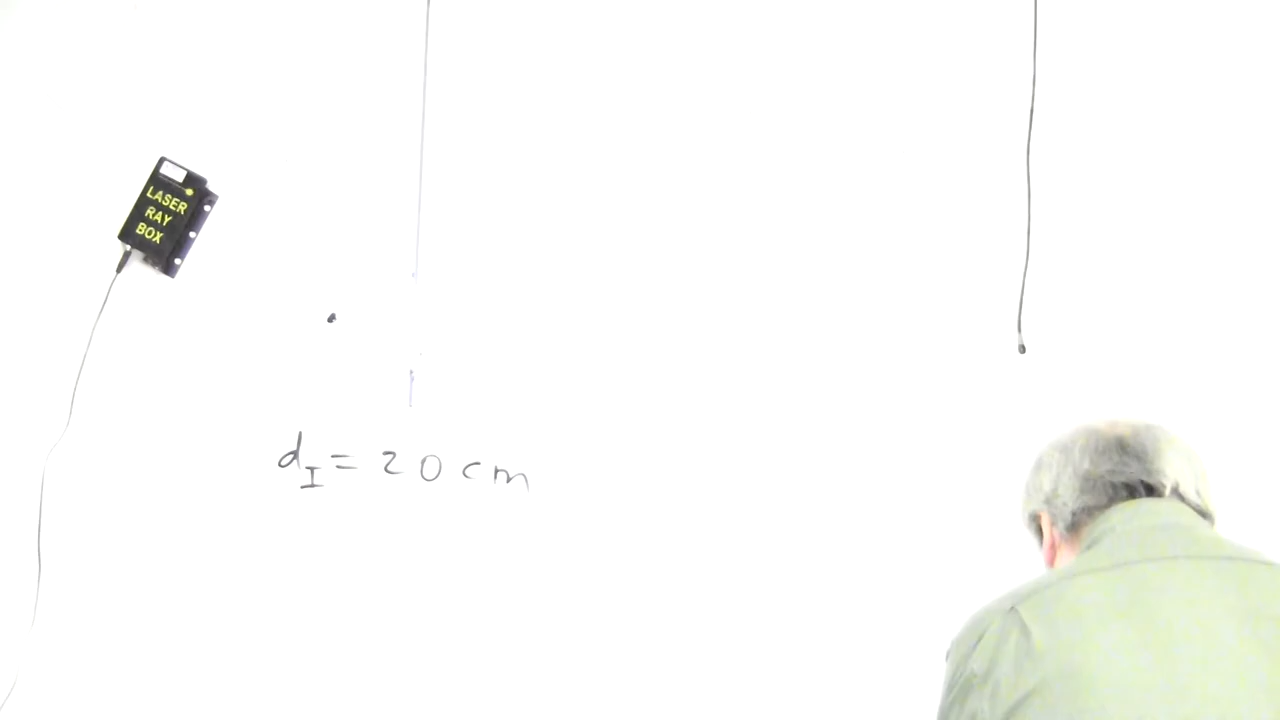 LASER
RAY
BOX
d_I = 20 cm